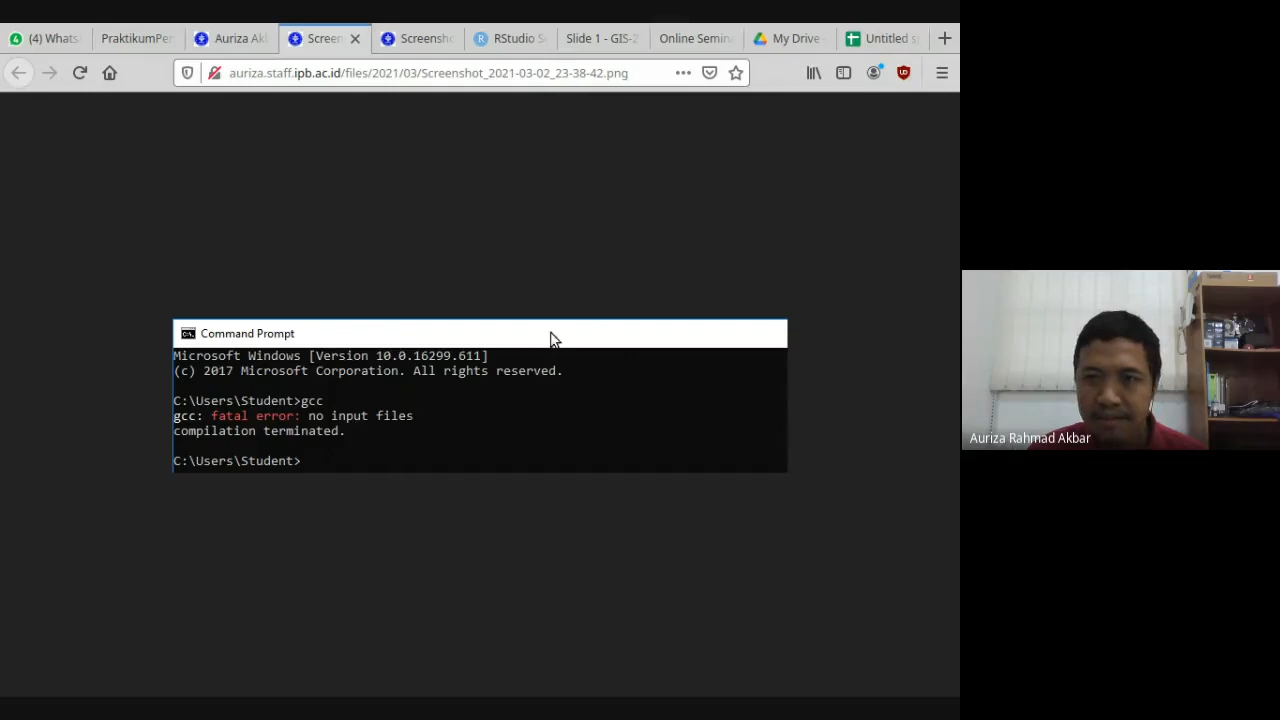 (4) Whats
PraktikumPe
Auriza Ak
Screen
Screensho
RStudio S
Slide 1 - GIS-2
Online Semin
My Drive -
Untitled s
auriza.staff.ipb.ac.id/files/2021/03/Screenshot_2021-03-02_23-38-42.png
Command Prompt
Microsoft Windows [Version 10.0.16299.611]
(c) 2017 Microsoft Corporation. All rights reserved.
C:\Users\Student>gcc
gcc: fatal error: no input files
compilation terminated.
C:\Users\Student>
Auriza Rahmad Akbar